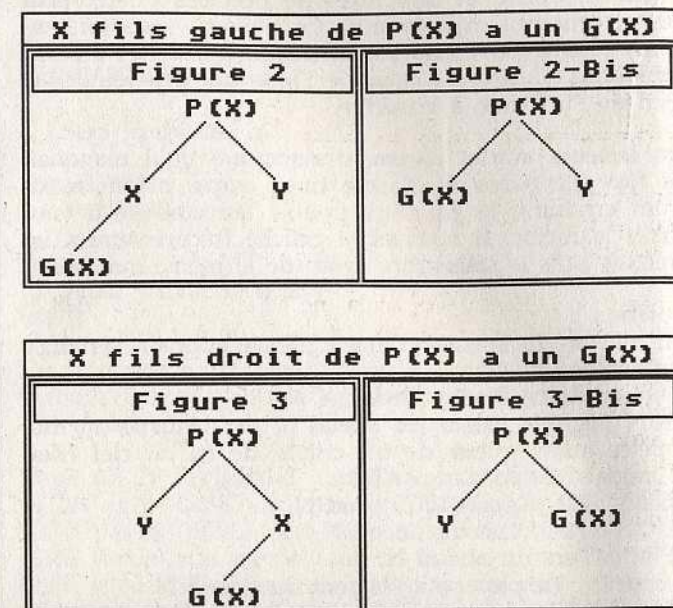 X fils gauche de P(X) a un G(X)
Figure 2
Figure 2-Bis
P(X)
P(X)
X
Y
G(X)
Y
G(X)
X fils droit de P(X) a un G(X)
Figure 3
Figure 3-Bis
P(X)
P(X)
Y
X
Y
G(X)
G(X)